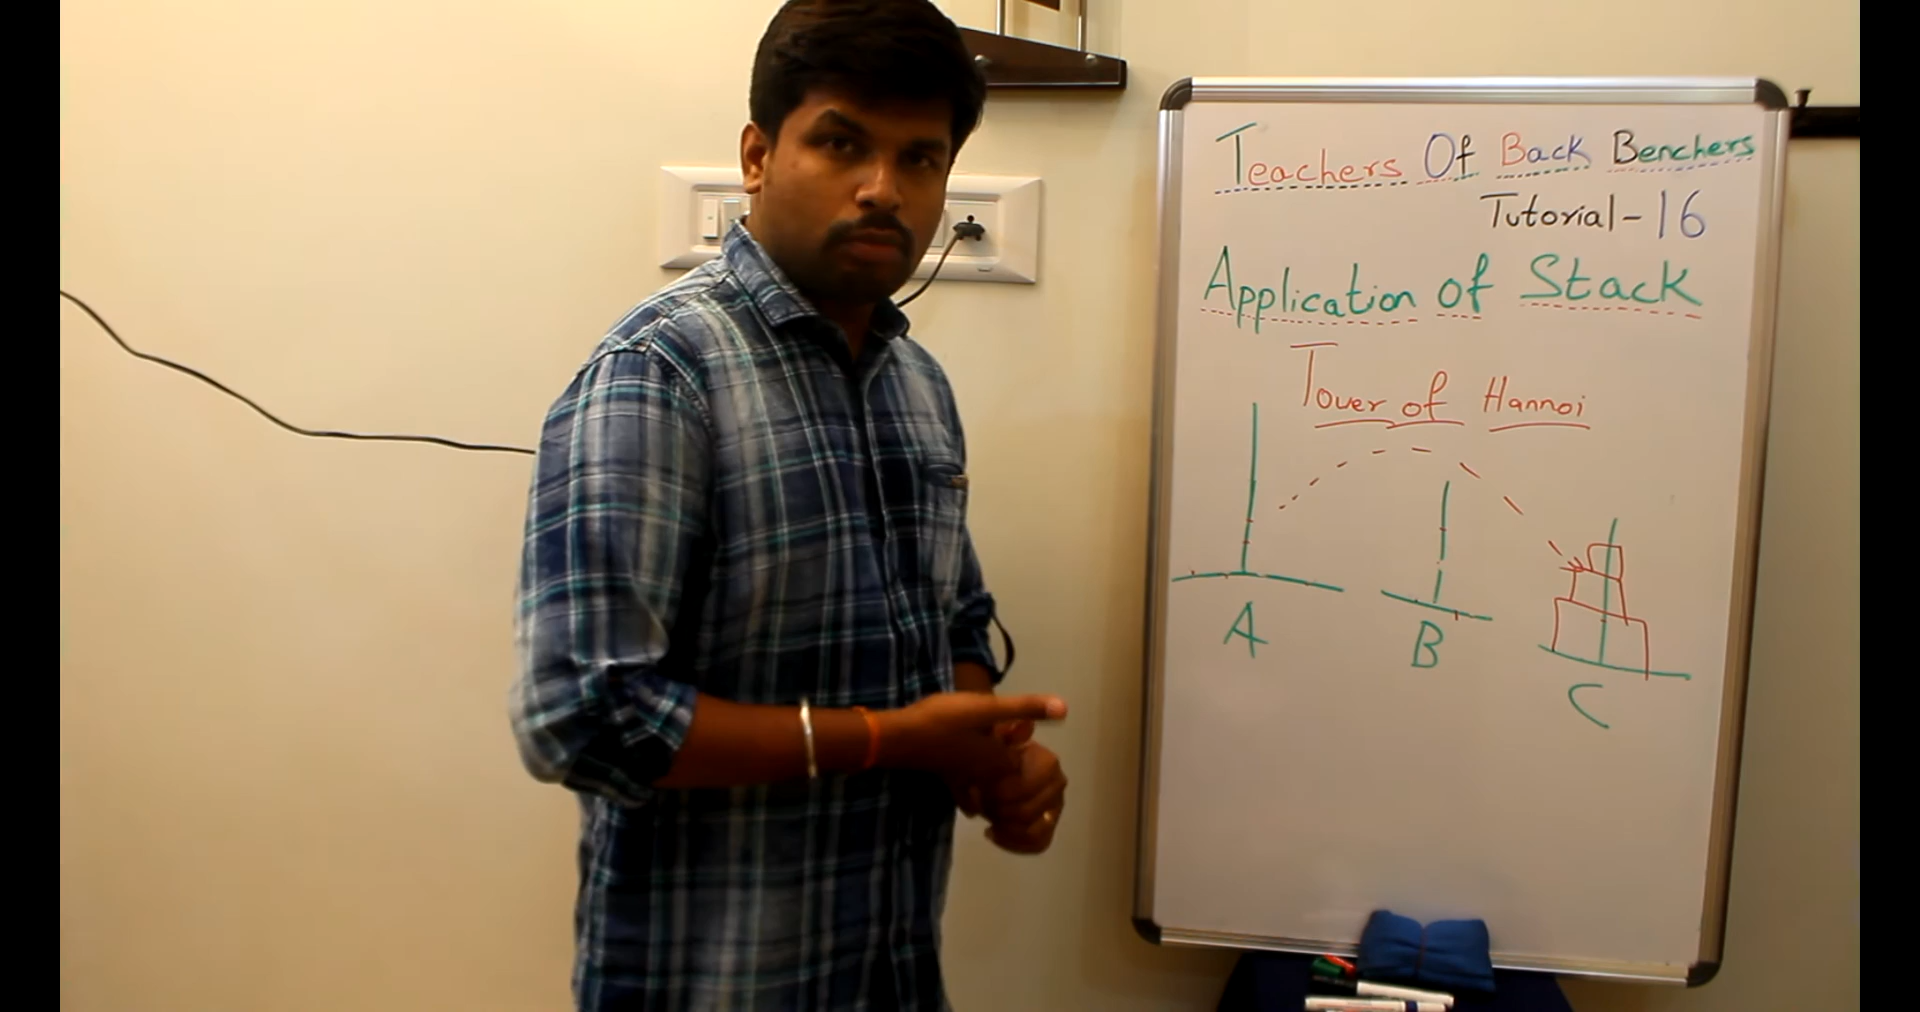 Teachers Of Back Benchers
Tutorial-16
Application of Stack
Tower of Hannoi
A
B
C